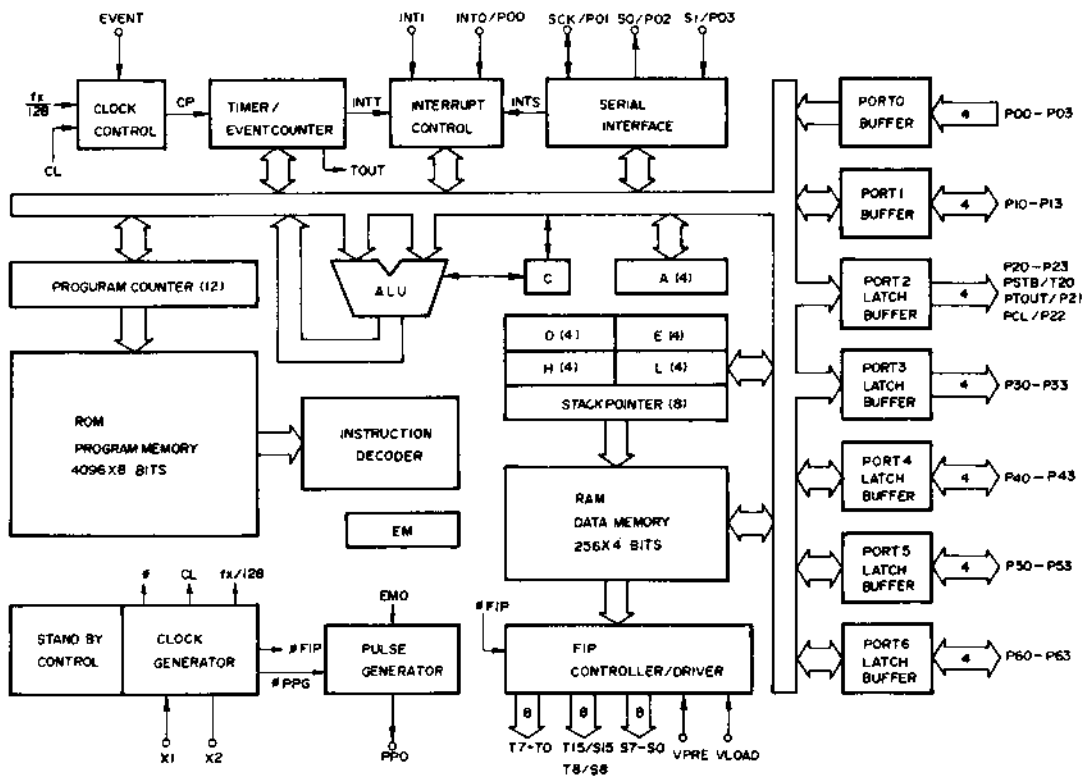 EVENT
INT1
INT0/P00
SCK/P01
S0/P02
S1/P03
fx
128
CL
CLOCK
CONTROL
CP
TIMER/
EVENTCOUNTER
INTT
TOUT
INTERRUPT
CONTROL
INTS
SERIAL
INTERFACE
PORT0
BUFFER
4
P00-P03
PORT1
BUFFER
4
P10-P13
PROGURAM COUNTER (12)
ALU
C
A (4)
PORT2
LATCH
BUFFER
4
P20-P23
PSTB/T20
PTOUT/P21
PCL/P22
D (4)
E (4)
H (4)
L (4)
STACKPOINTER (8)
PORT3
LATCH
BUFFER
4
P30-P33
ROM
PROGRAM MEMORY
4096X8 BITS
INSTRUCTION
DECODER
EM
RAM
DATA MEMORY
256X4 BITS
PORT4
LATCH
BUFFER
4
P40-P43
PORT5
LATCH
BUFFER
4
P50-P53
STAND BY
CONTROL
CLOCK
GENERATOR
#
CL
fx/128
#FIP
#PPG
X1
X2
EMO
PULSE
GENERATOR
PPO
#FIP
FIP
CONTROLLER/DRIVER
8
8
8
T7-T0
T15/S15
T8/S8
S7-S0
VPRE
VLOAD
PORT6
LATCH
BUFFER
4
P60-P63